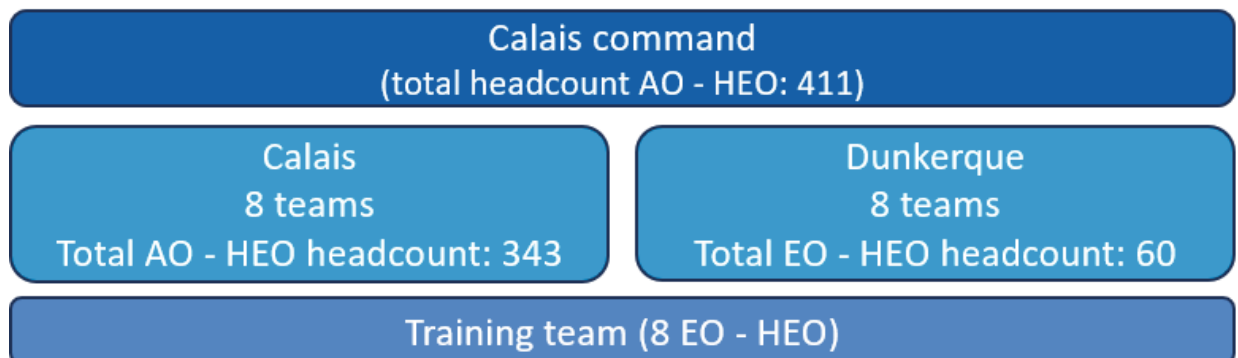 Calais command
(total headcount AO - HEO: 411)
Calais
8 teams
Total AO - HEO headcount: 343
Dunkerque
8 teams
Total EO - HEO headcount: 60
Training team (8 EO - HEO)